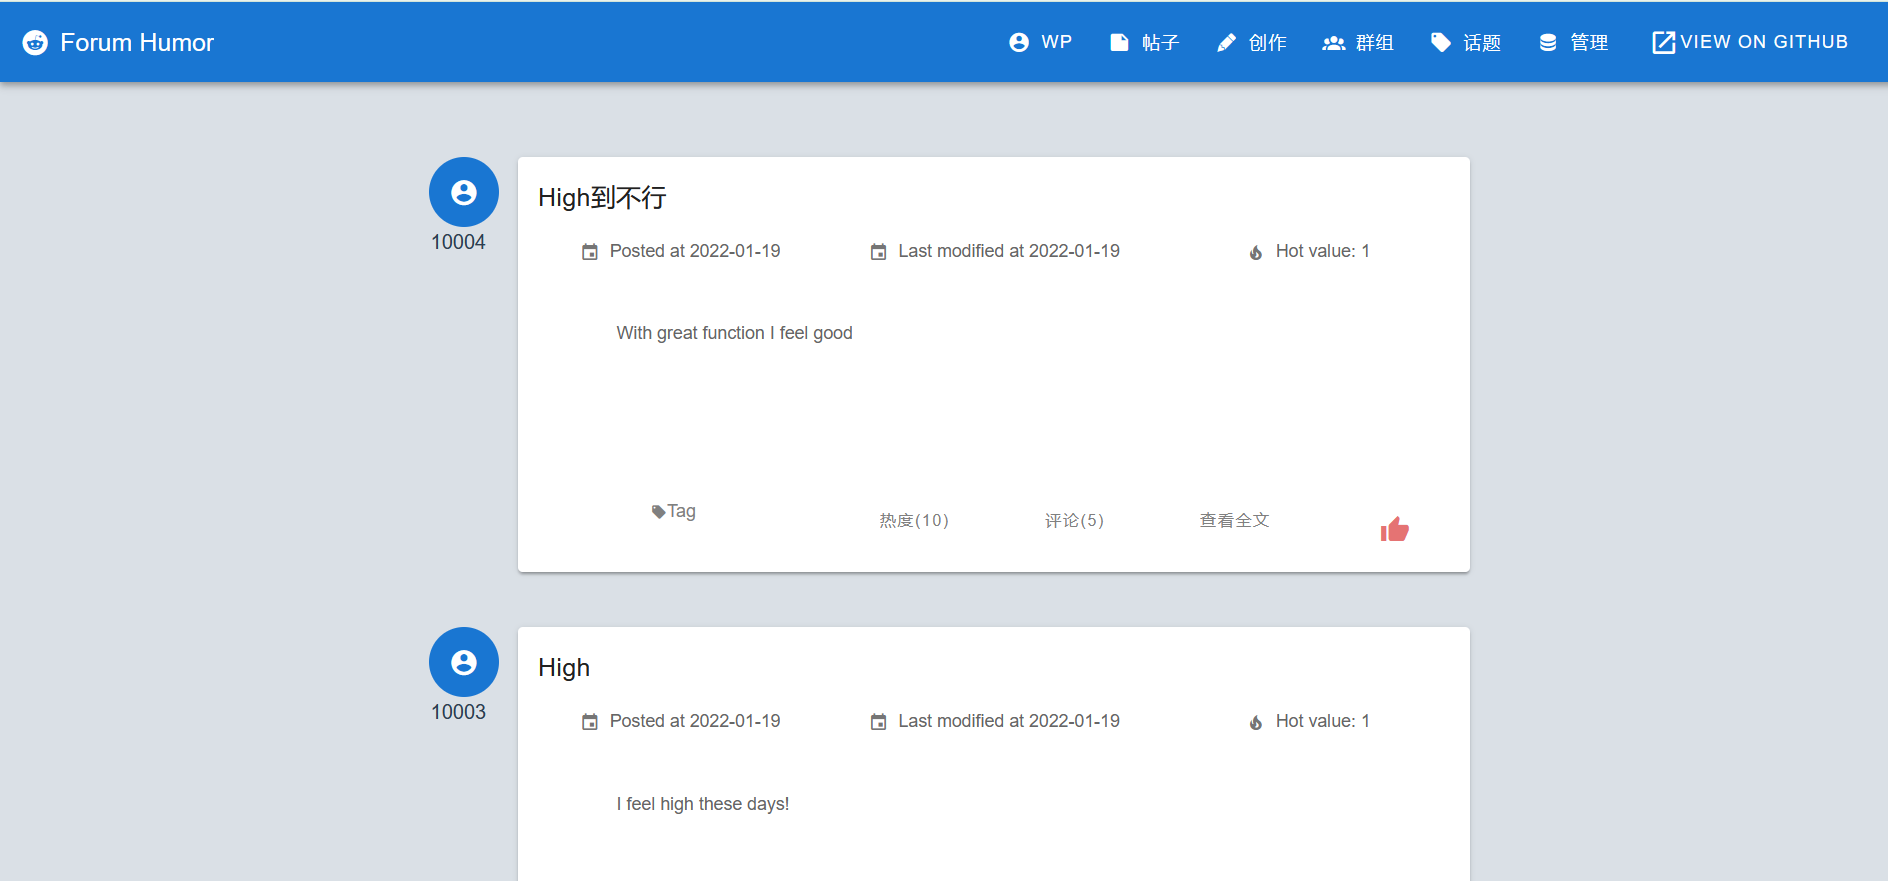 Forum Humor WP 帖子 创作 群组 话题 管理 VIEW ON GITHUB
High到不行
10004
Posted at 2022-01-19 Last modified at 2022-01-19 Hot value: 1
With great function I feel good
Tag 热度(10) 评论(5) 查看全文
High
10003
Posted at 2022-01-19 Last modified at 2022-01-19 Hot value: 1
I feel high these days!